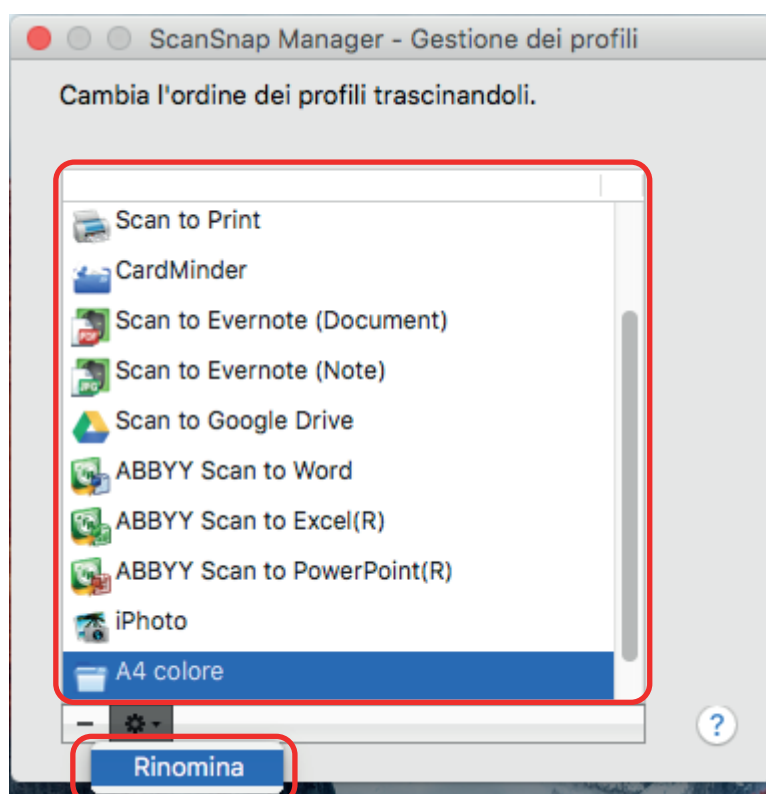 ScanSnap Manager - Gestione dei profili
Cambia l'ordine dei profili trascinandoli.
Scan to Print
CardMinder
PDF
Scan to Evernote (Document)
JPG
Scan to Evernote (Note)
Scan to Google Drive
ABBYY Scan to Word
ABBYY Scan to Excel(R)
ABBYY Scan to PowerPoint(R)
iPhoto
A4 colore
?
Rinomina